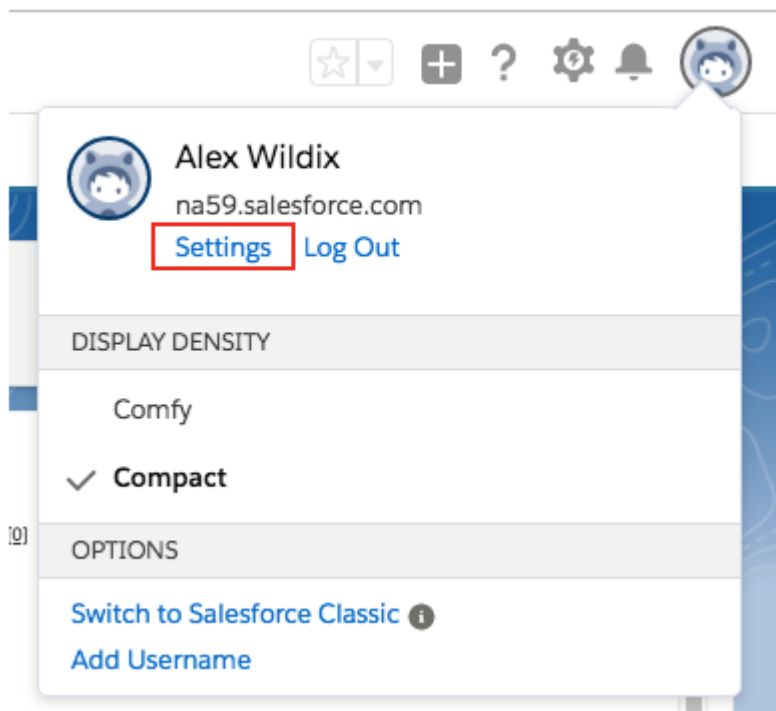 Alex Wildix
na59.salesforce.com
Settings Log Out
DISPLAY DENSITY
Comfy
Compact
[0]
OPTIONS
Switch to Salesforce Classic
Add Username